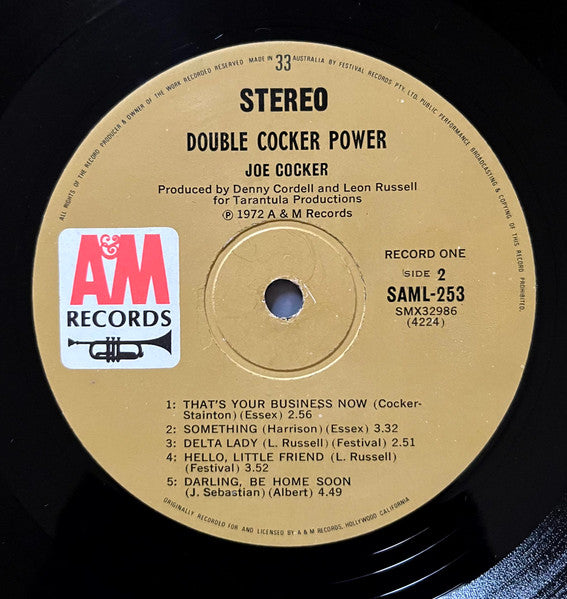 ALL RIGHTS OF THE RECORD PRODUCER & OWNER OF THE WORK RECORDED RESERVED MADE IN 33 AUSTRALIA BY FESTIVAL RECORDS PTY. LTD. PUBLIC PERFORMANCE BROADCASTING & COPYING OF THIS RECORD PROHIBITED.
STEREO
DOUBLE COCKER POWER
JOE COCKER
Produced by Denny Cordell and Leon Russell
for Tarantula Productions
℗ 1972 A & M Records
A&M
RECORDS
RECORD ONE
SIDE 2
SAML-253
SMX32986
(4224)
1: THAT'S YOUR BUSINESS NOW (Cocker-
Stainton) (Essex) 2.56
2: SOMETHING (Harrison) (Essex) 3.32
3: DELTA LADY (L. Russell) (Festival) 2.51
4: HELLO, LITTLE FRIEND (L. Russell)
(Festival) 3.52
5: DARLING, BE HOME SOON
(J. Sebastian) (Albert) 4.49
ORIGINALLY RECORDED FOR AND LICENSED BY A & M RECORDS, HOLLYWOOD CALIFORNIA